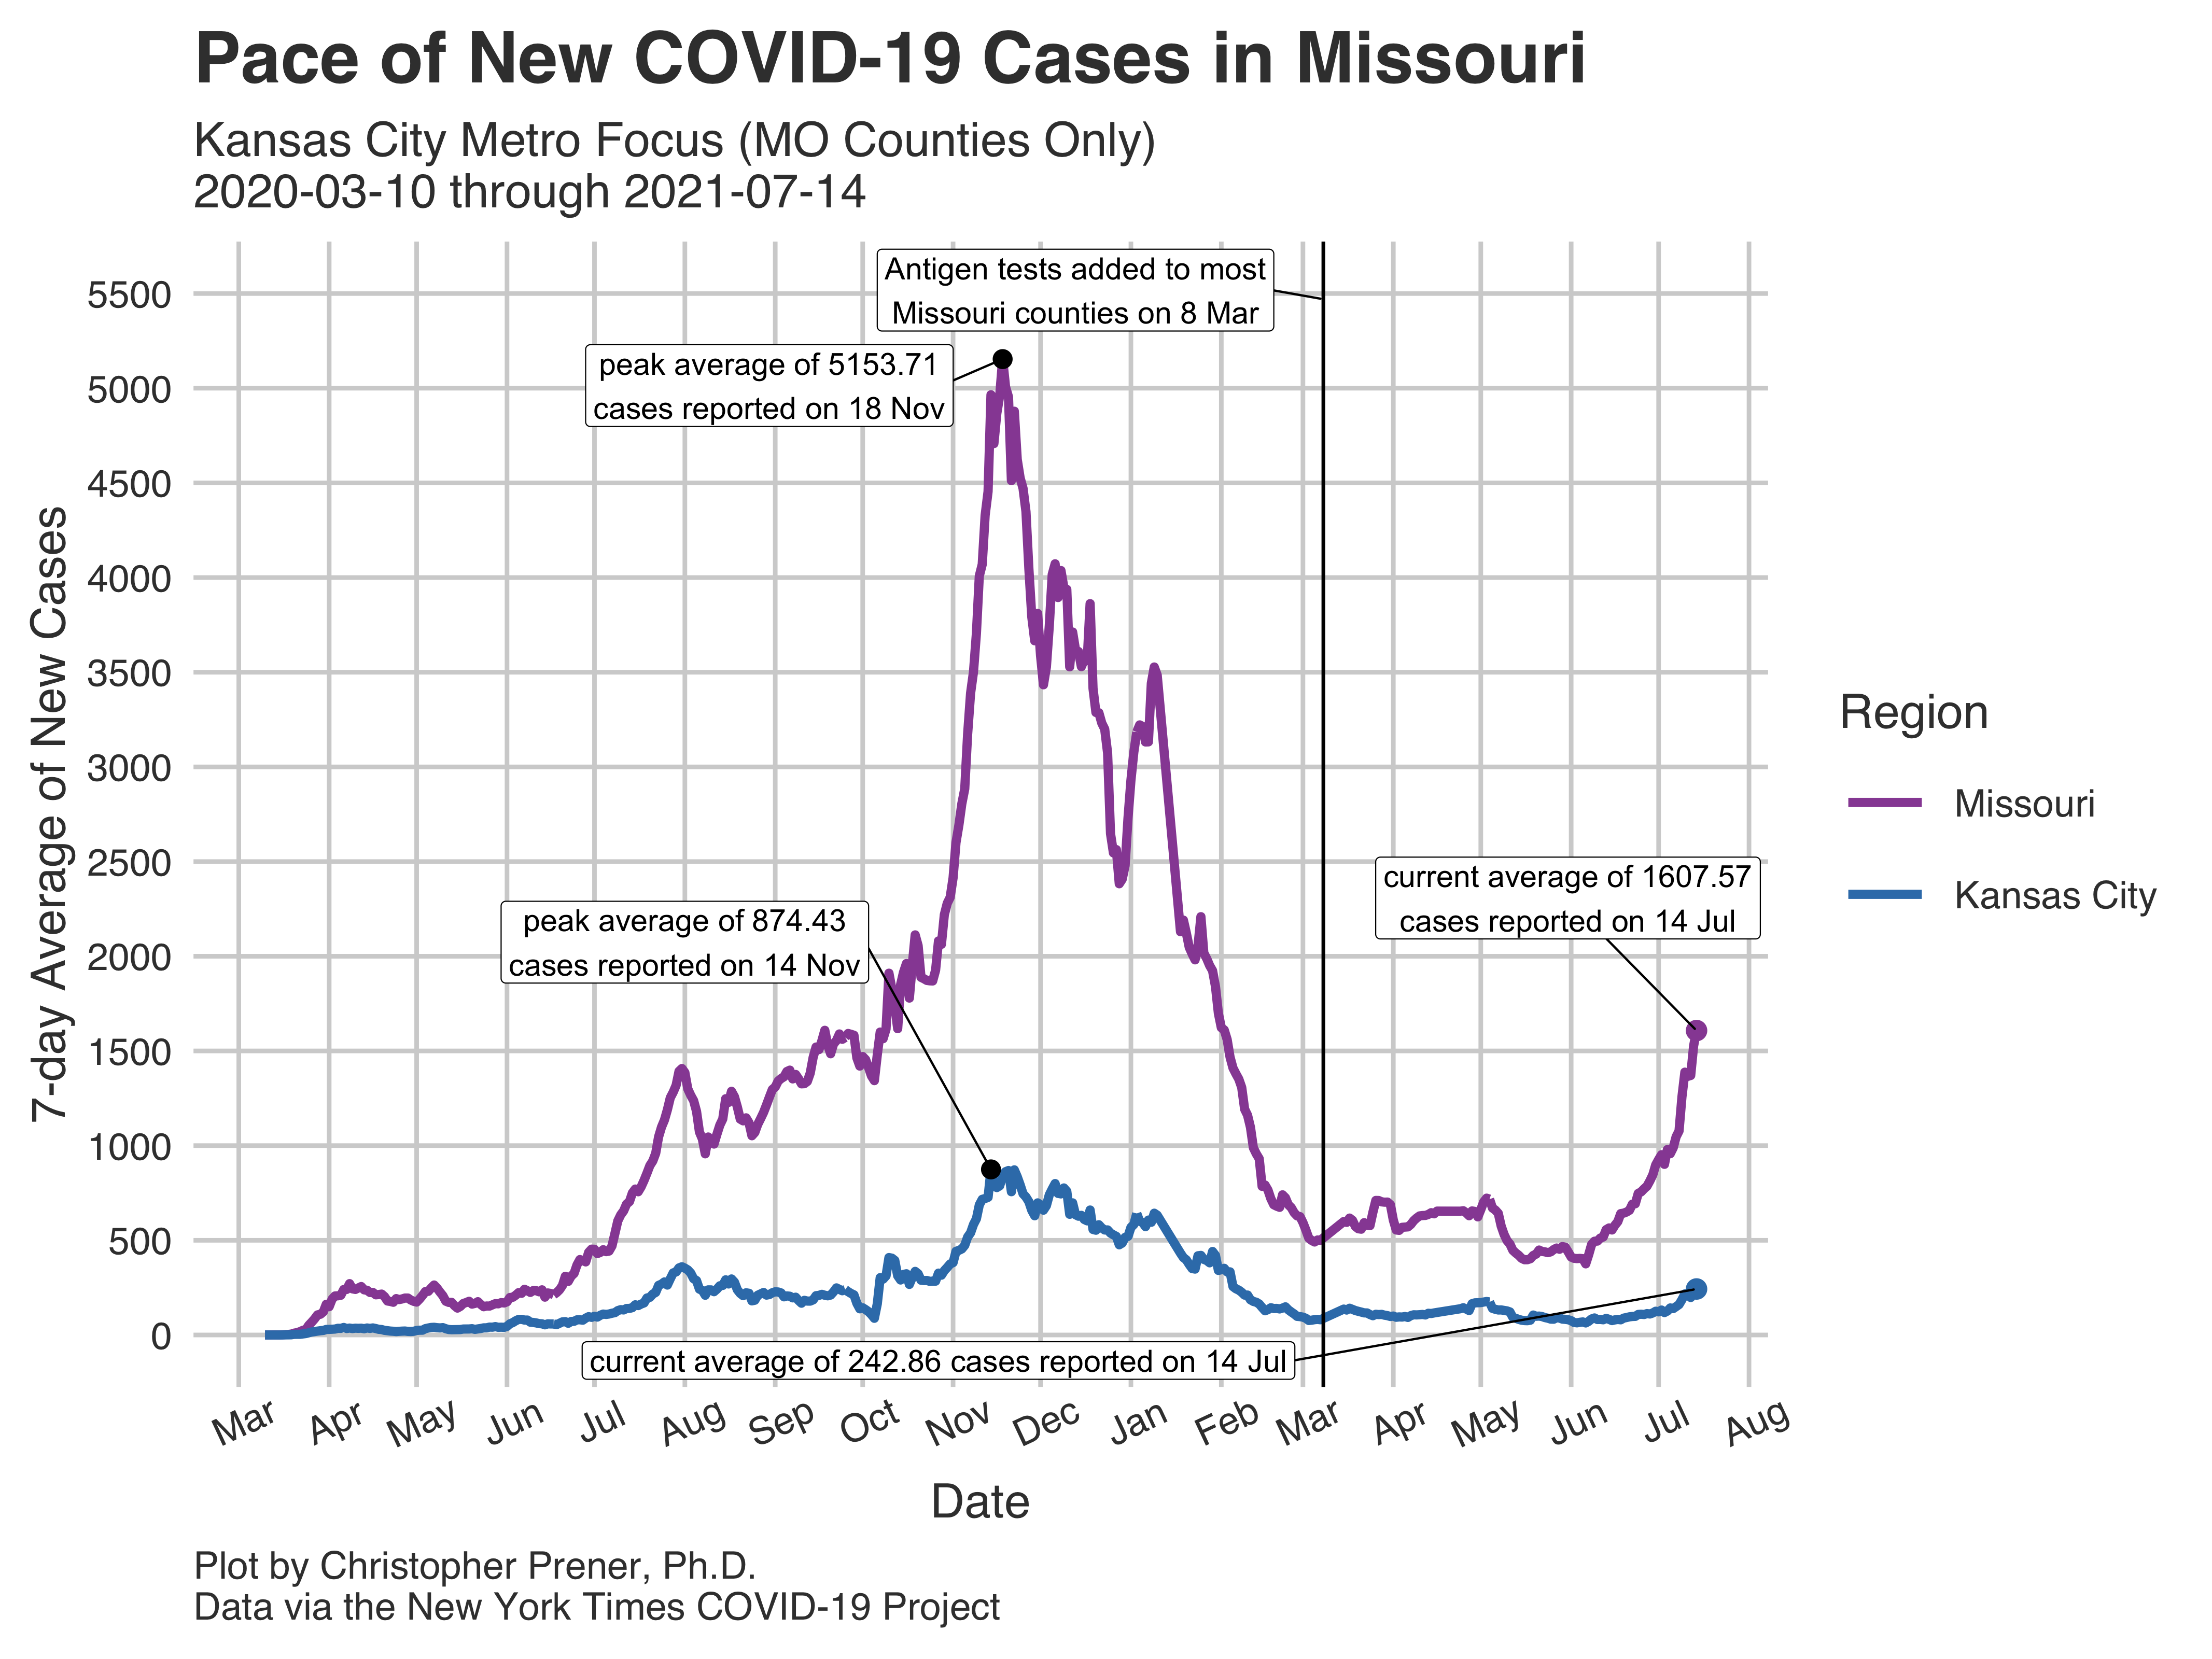 Pace of New COVID-19 Cases in Missouri
Kansas City Metro Focus (MO Counties Only)
2020-03-10 through 2021-07-14
Antigen tests added to most
Missouri counties on 8 Mar
peak average of 5153.71
cases reported on 18 Nov
current average of 1607.57
cases reported on 14 Jul
peak average of 874.43
cases reported on 14 Nov
current average of 242.86 cases reported on 14 Jul
7-day Average of New Cases
5500
5000
4500
4000
3500
3000
2500
2000
1500
1000
500
0
Mar Apr May Jun Jul Aug Sep Oct Nov Dec Jan Feb Mar Apr May Jun Jul Aug
Date
Region
Missouri
Kansas City
Plot by Christopher Prener, Ph.D.
Data via the New York Times COVID-19 Project